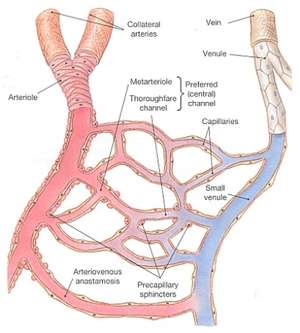 Collateral
arteries
Vein
Venule
Arteriole
Metarteriole
Thoroughfare
channel
Preferred
(central)
channel
Capillaries
Small
venule
Arteriovenous
anastamosis
Precapillary
sphincters